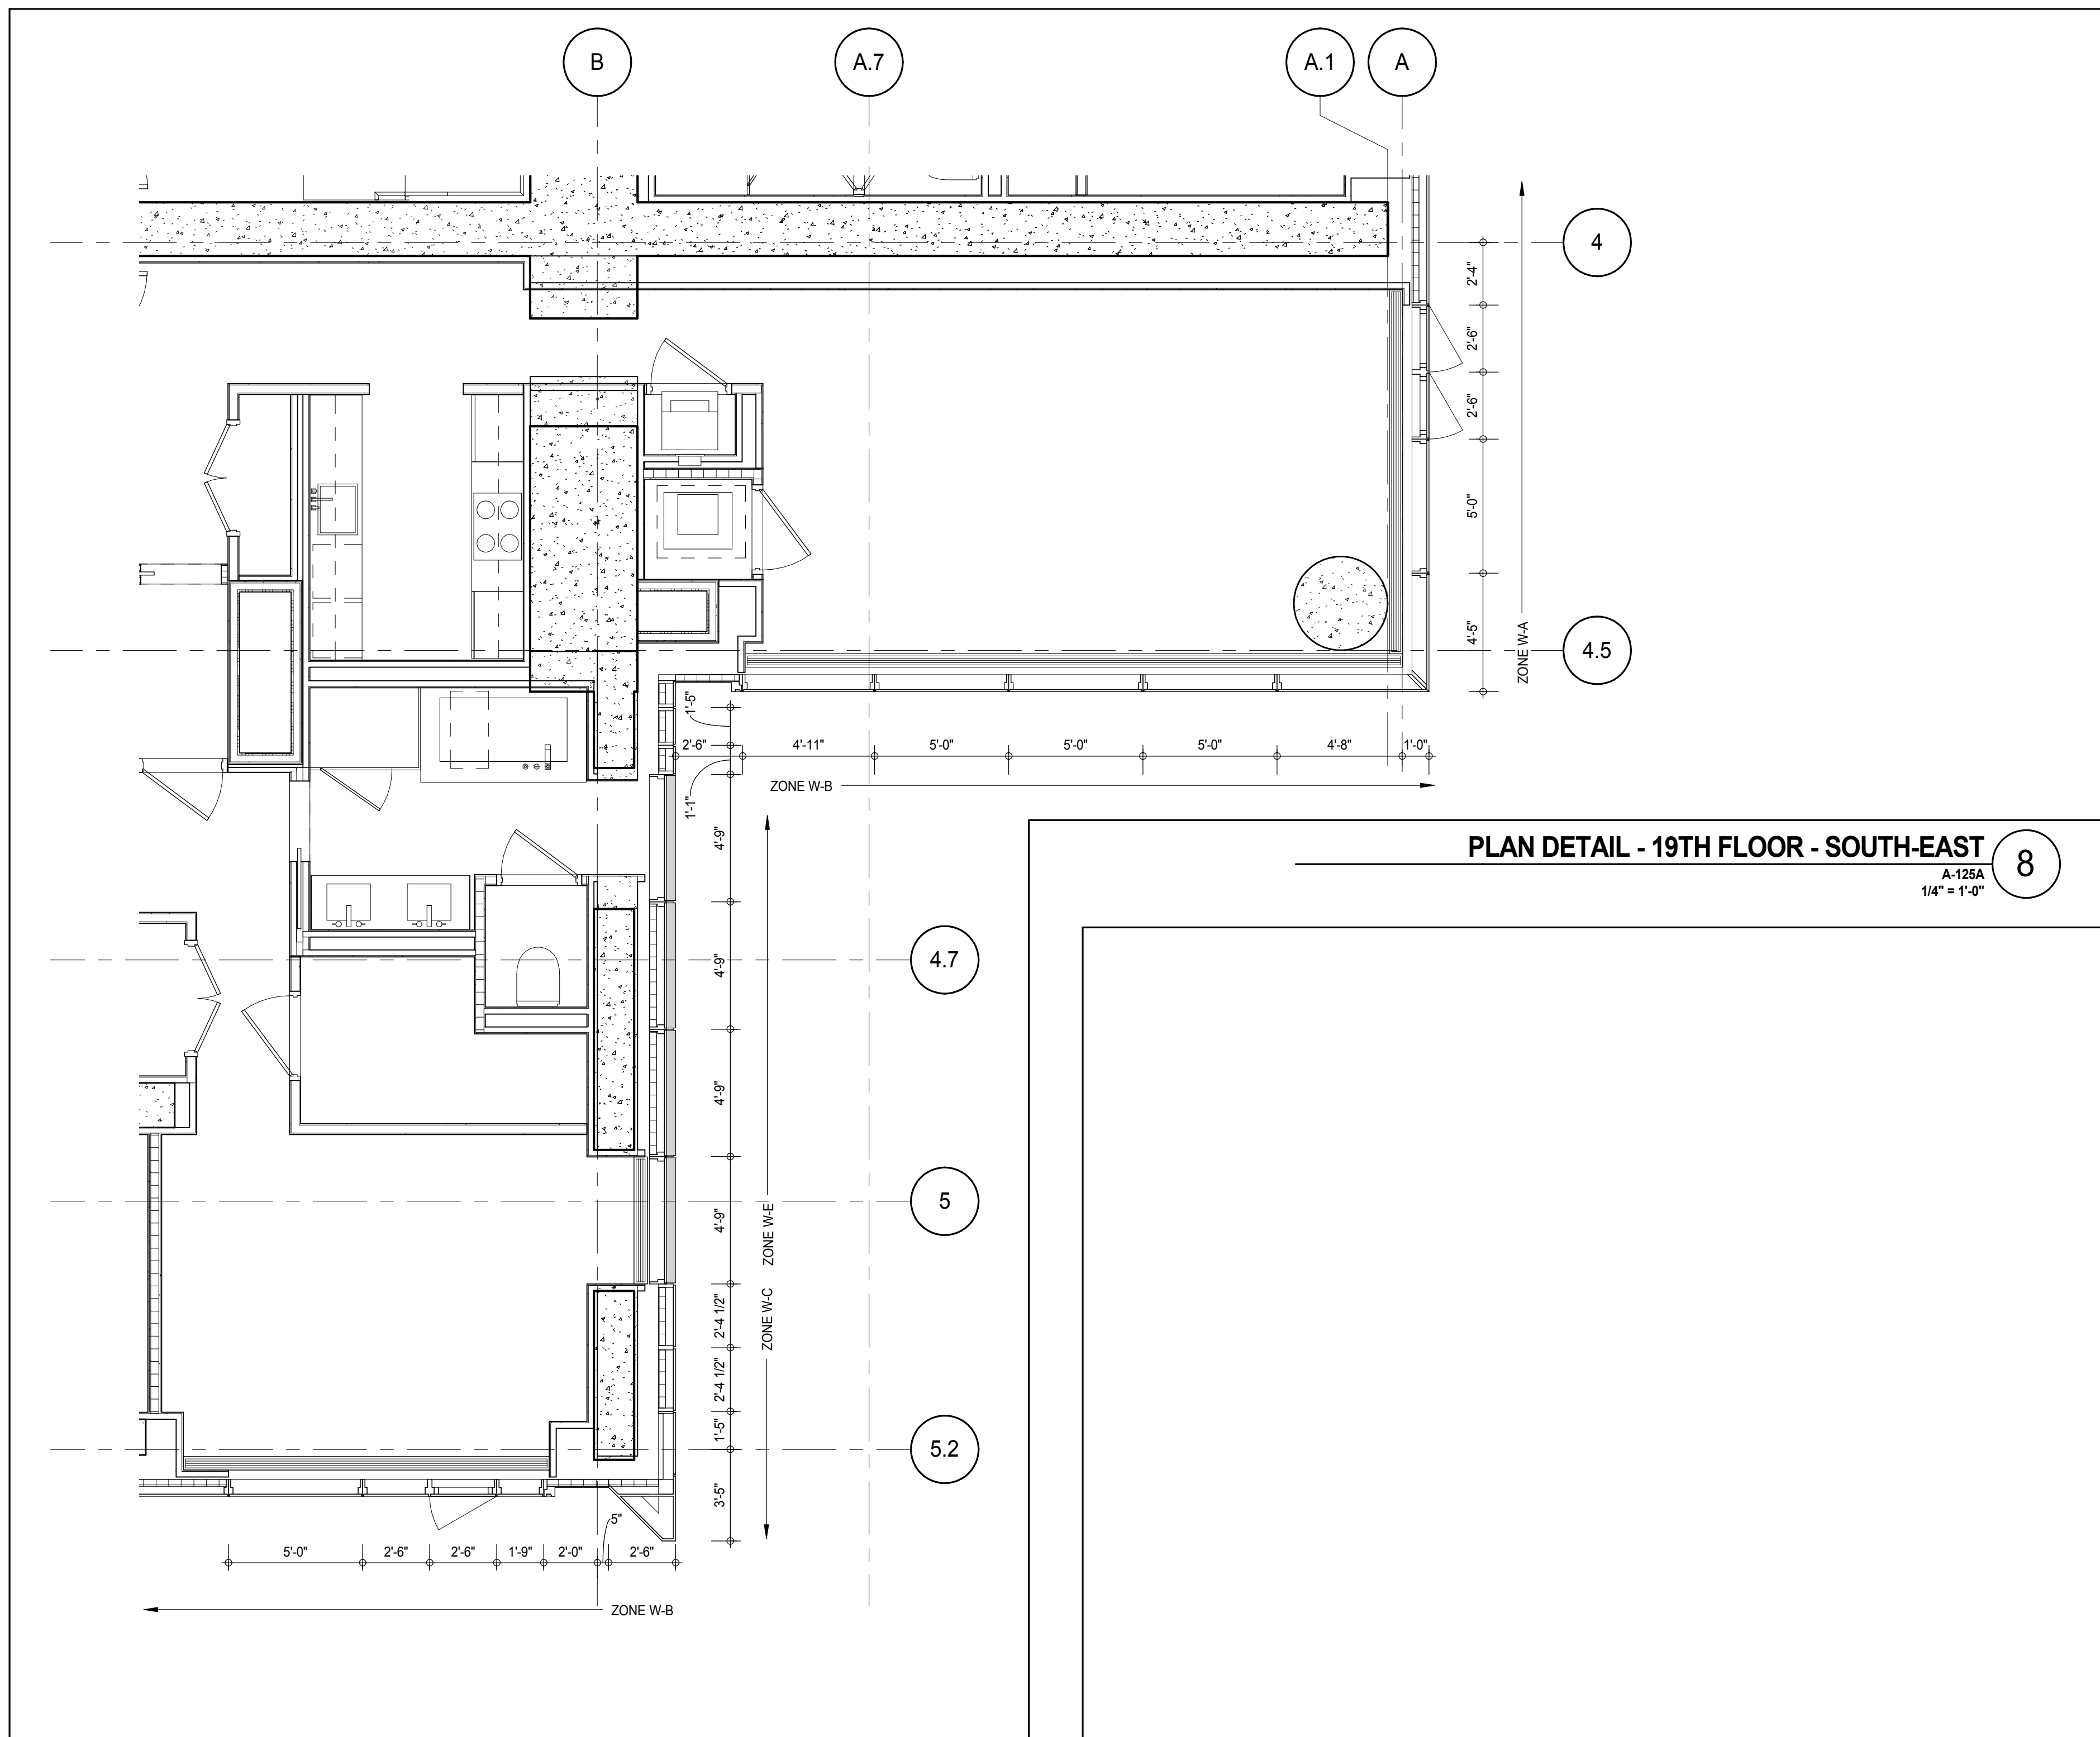 B
A.7
A.1
A
4
2'-4"
2'-6"
2'-6"
5'-0"
4'-5"
ZONE W-A
4.5
1'-5"
2'-6"
4'-11"
5'-0"
5'-0"
5'-0"
4'-8"
1'-0"
ZONE W-B
1'-1"
4'-9"
PLAN DETAIL - 19TH FLOOR - SOUTH-EAST
8
A-125A
1/4" = 1'-0"
4'-9"
4.7
4'-9"
4'-9"
ZONE W-E
5
2'-4 1/2"
ZONE W-C
2'-4 1/2"
1'-5"
5.2
3'-5"
5"
5'-0"
2'-6"
2'-6"
1'-9"
2'-0"
2'-6"
ZONE W-B